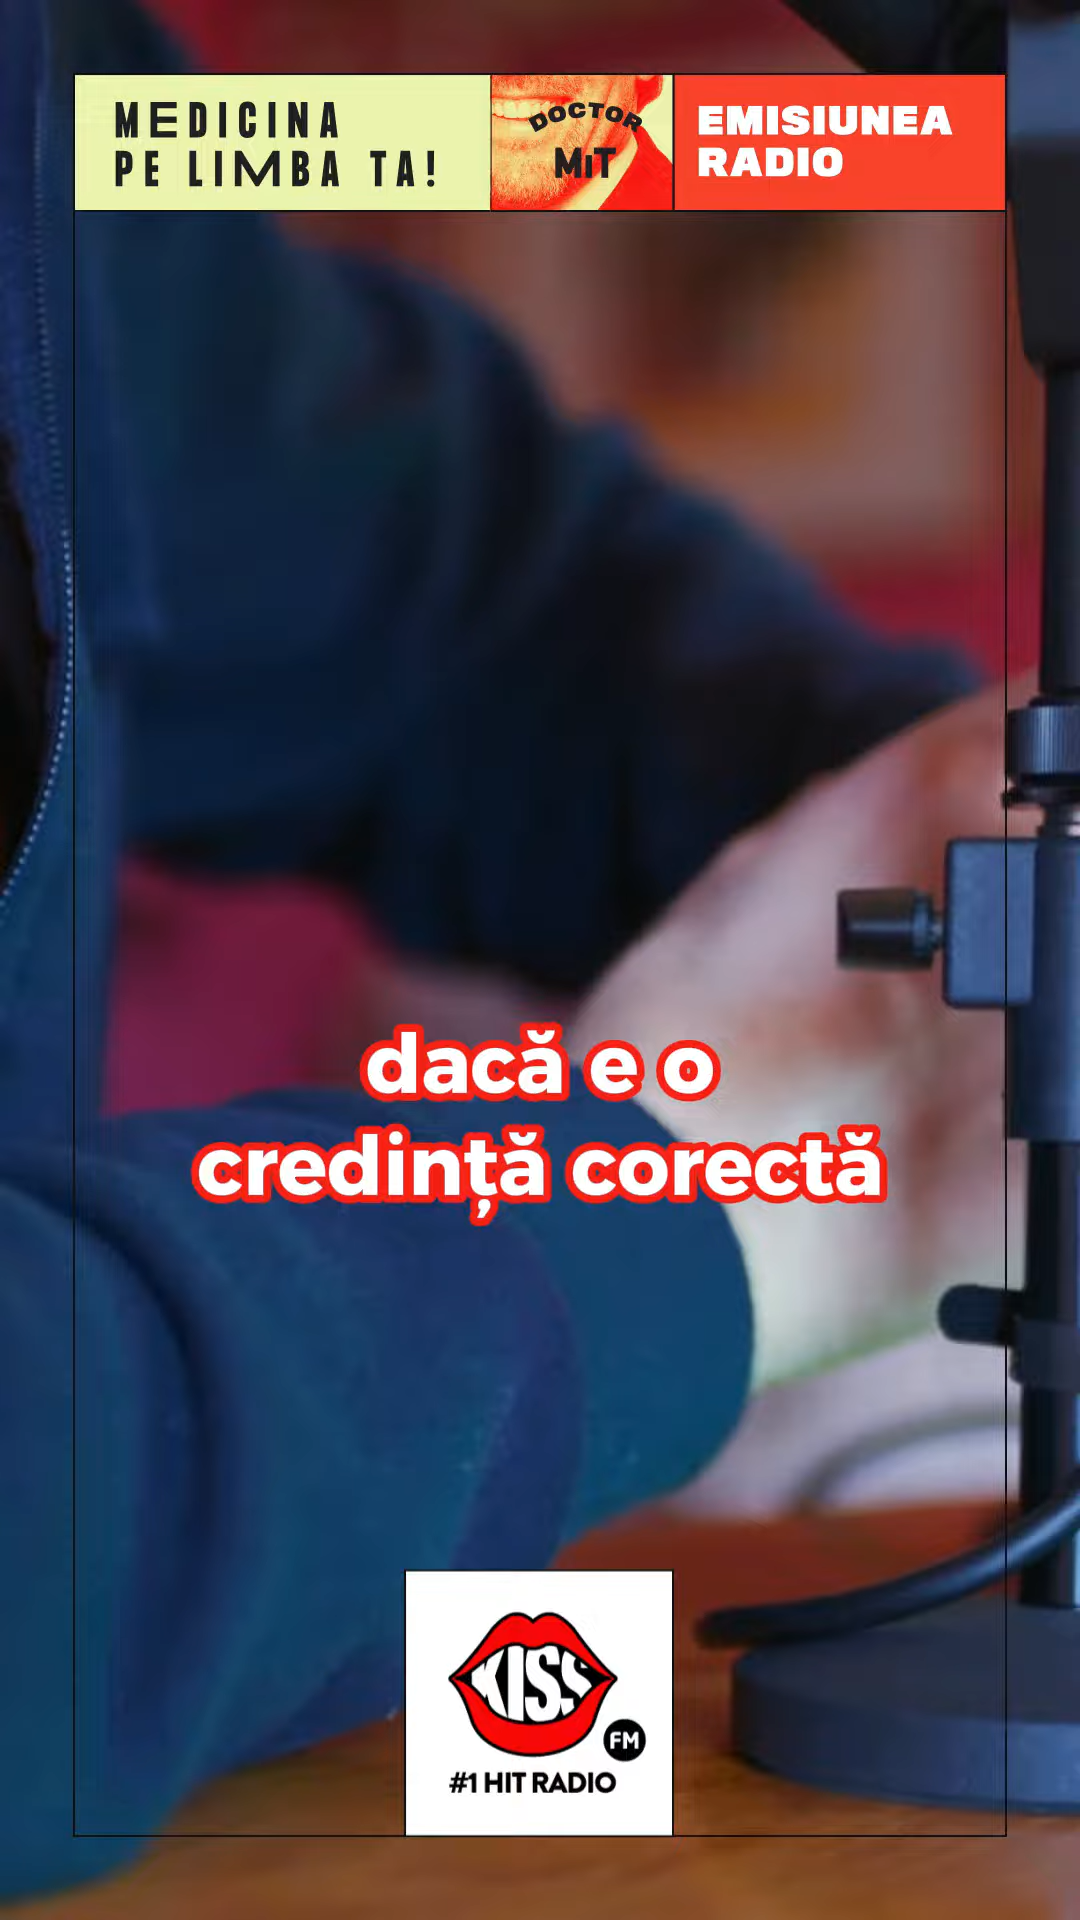 MEDICINA
PE LIMBA TA!
DOCTOR
MiT
EMISIUNEA
RADIO
dacă e o
credință corectă
KISS
FM
#1 HIT RADIO